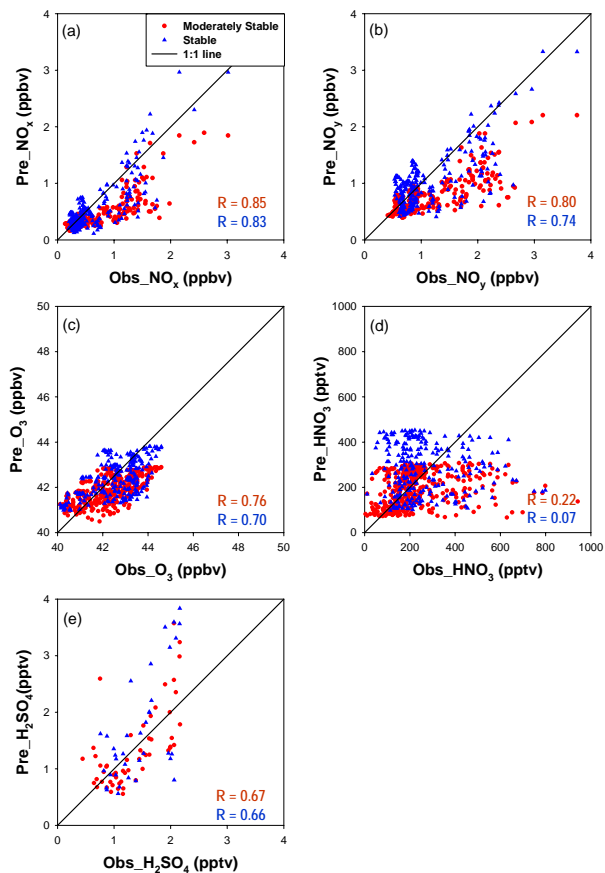 (a)
Moderately Stable
Stable
1:1 line
Pre_NOx (ppbv)
4
3
2
1
0
R = 0.85
R = 0.83
0 1 2 3 4
Obs_NOx (ppbv)
(b)
Pre_NOy (ppbv)
4
3
2
1
0
R = 0.80
R = 0.74
0 1 2 3 4
Obs_NOy (ppbv)
(c)
Pre_O3 (ppbv)
50
48
46
44
42
40
R = 0.76
R = 0.70
40 42 44 46 48 50
Obs_O3 (ppbv)
(d)
Pre_HNO3 (pptv)
1000
800
600
400
200
0
R = 0.22
R = 0.07
0 200 400 600 800 1000
Obs_HNO3 (pptv)
(e)
Pre_H2SO4(pptv)
4
3
2
1
0
R = 0.67
R = 0.66
0 1 2 3 4
Obs_H2SO4 (pptv)